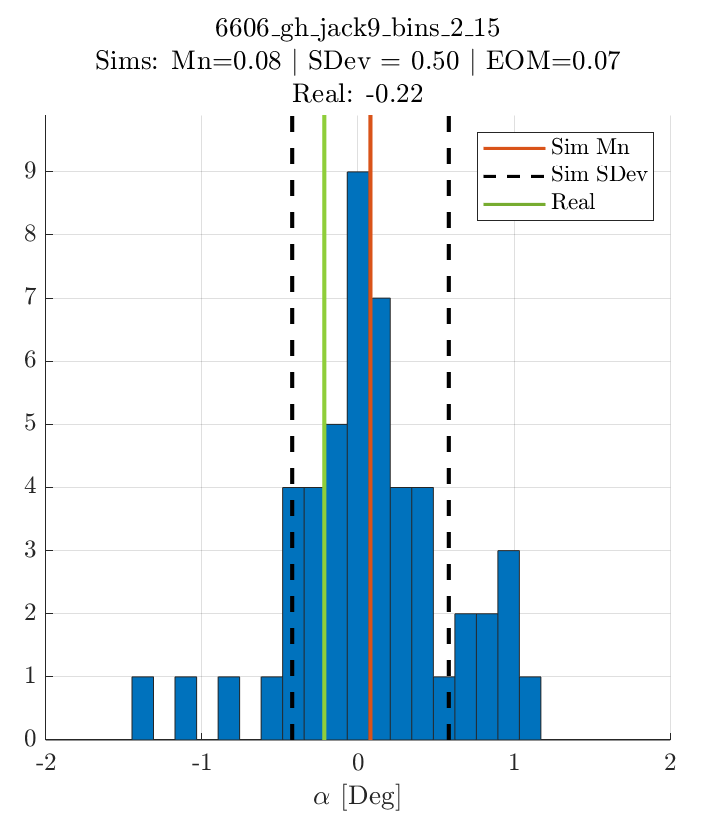 6606_gh_jack9_bins_2_15
Sims: Mn=0.08 | SDev = 0.50 | EOM=0.07
Real: -0.22
Sim Mn
Sim SDev
Real
9
8
7
6
5
4
3
2
1
0
-2 -1 0 1 2
α [Deg]